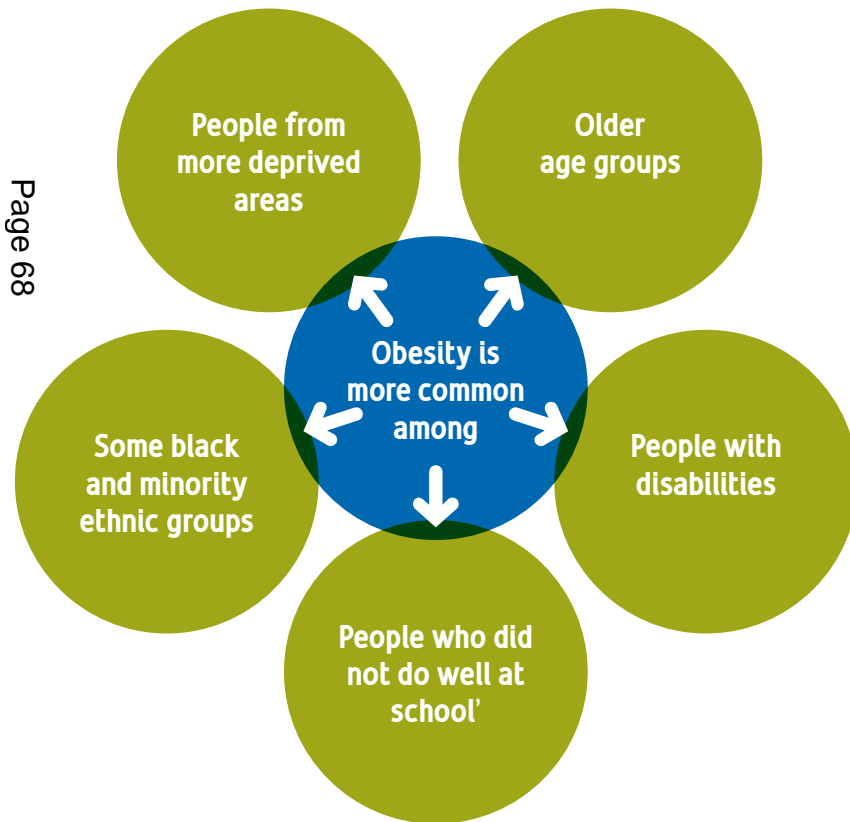 People from
more deprived
areas
Older
age groups
Page 68
Obesity is
more common
among
Some black
and minority
ethnic groups
People with
disabilities
People who did
not do well at
school’